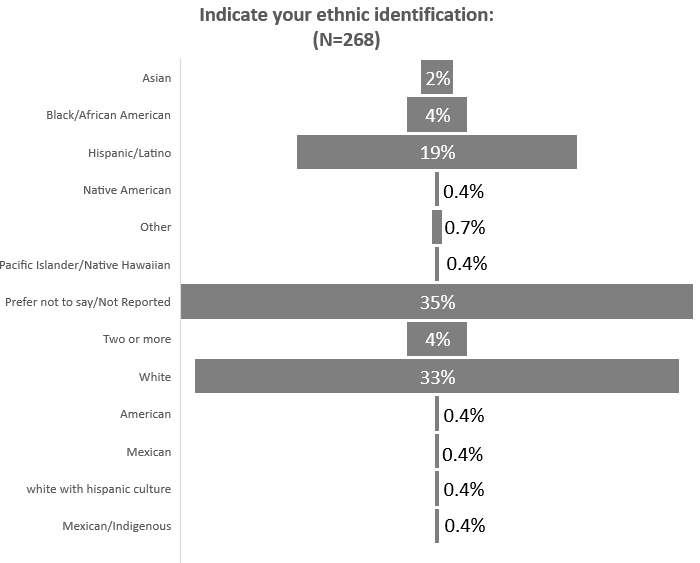 Indicate your ethnic identification:
(N=268)
Asian 2%
Black/African American 4%
Hispanic/Latino 19%
Native American 0.4%
Other 0.7%
Pacific Islander/Native Hawaiian 0.4%
Prefer not to say/Not Reported 35%
Two or more 4%
White 33%
American 0.4%
Mexican 0.4%
white with hispanic culture 0.4%
Mexican/Indigenous 0.4%